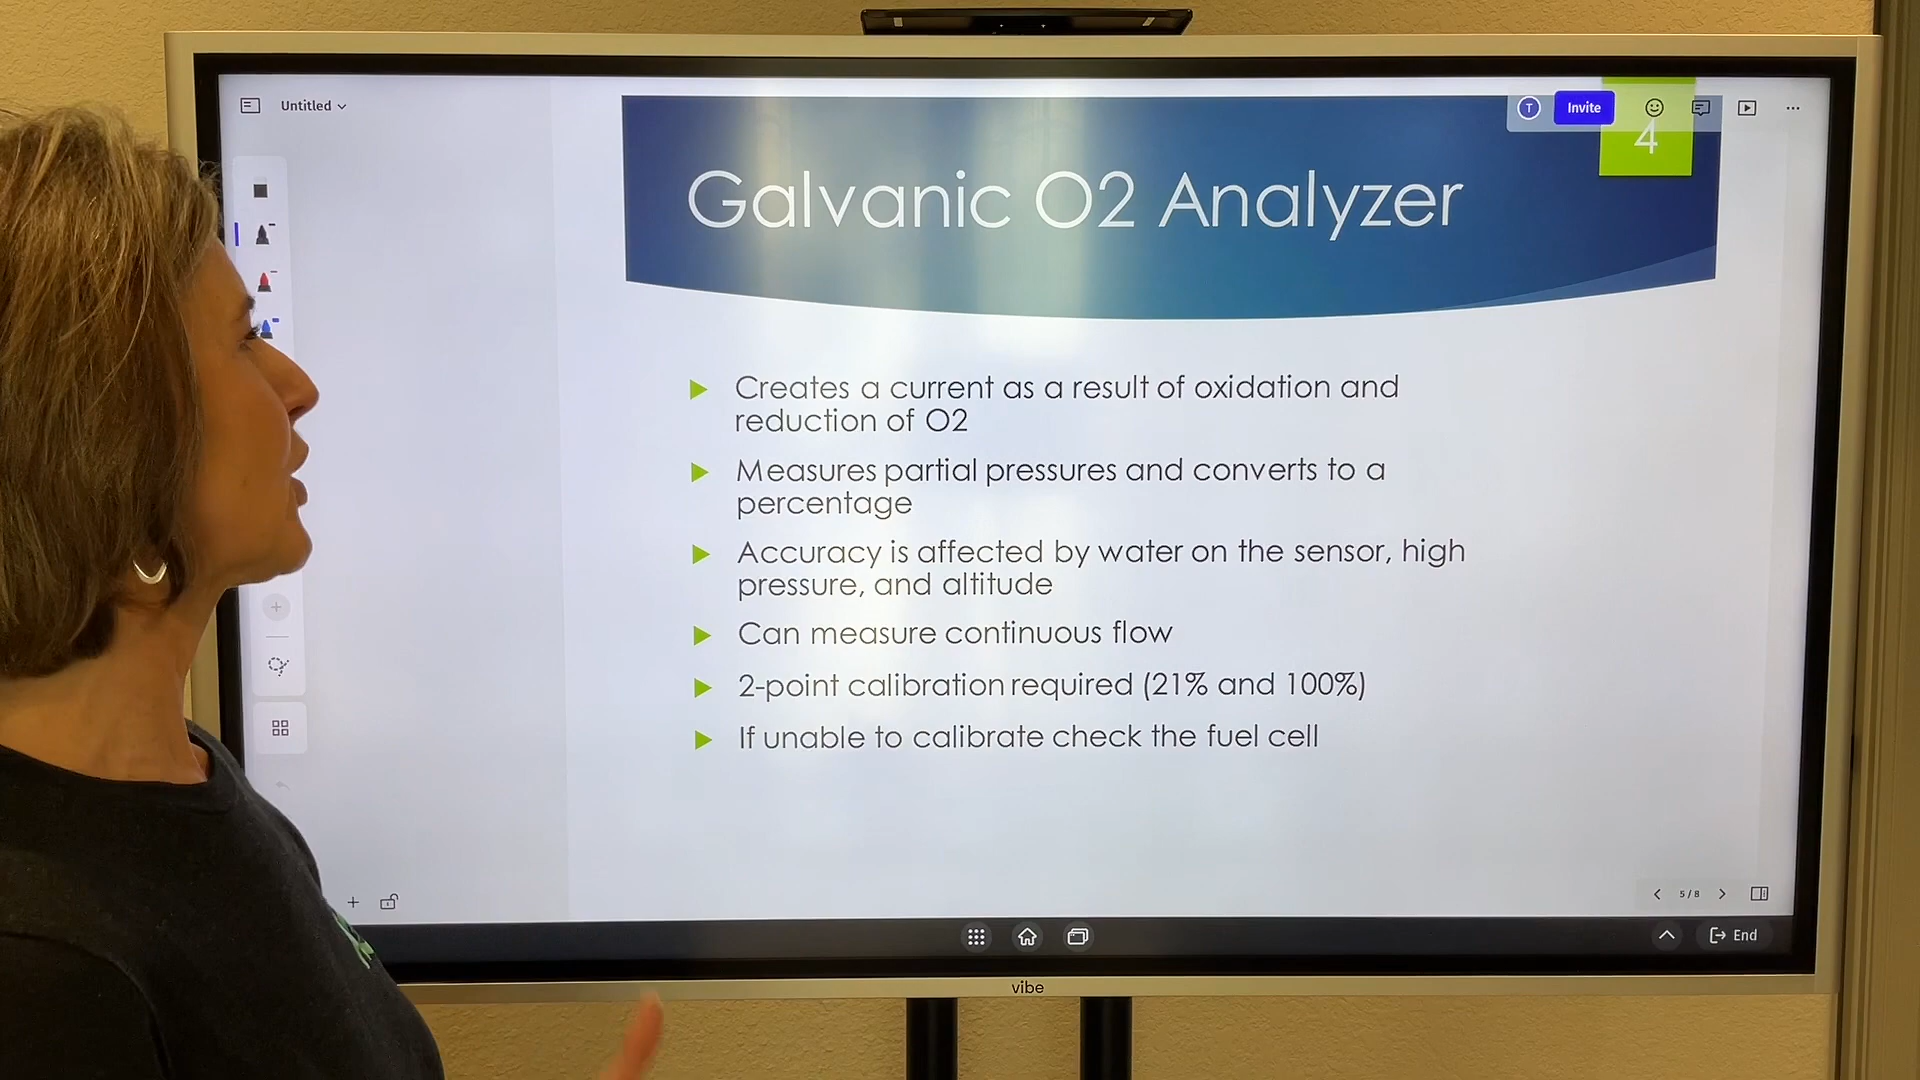 Untitled
T
Invite
4
Galvanic O2 Analyzer
Creates a current as a result of oxidation and
reduction of O2
Measures partial pressures and converts to a
percentage
Accuracy is affected by water on the sensor, high
pressure, and altitude
Can measure continuous flow
2-point calibration required (21% and 100%)
If unable to calibrate check the fuel cell
5/8
End
vibe